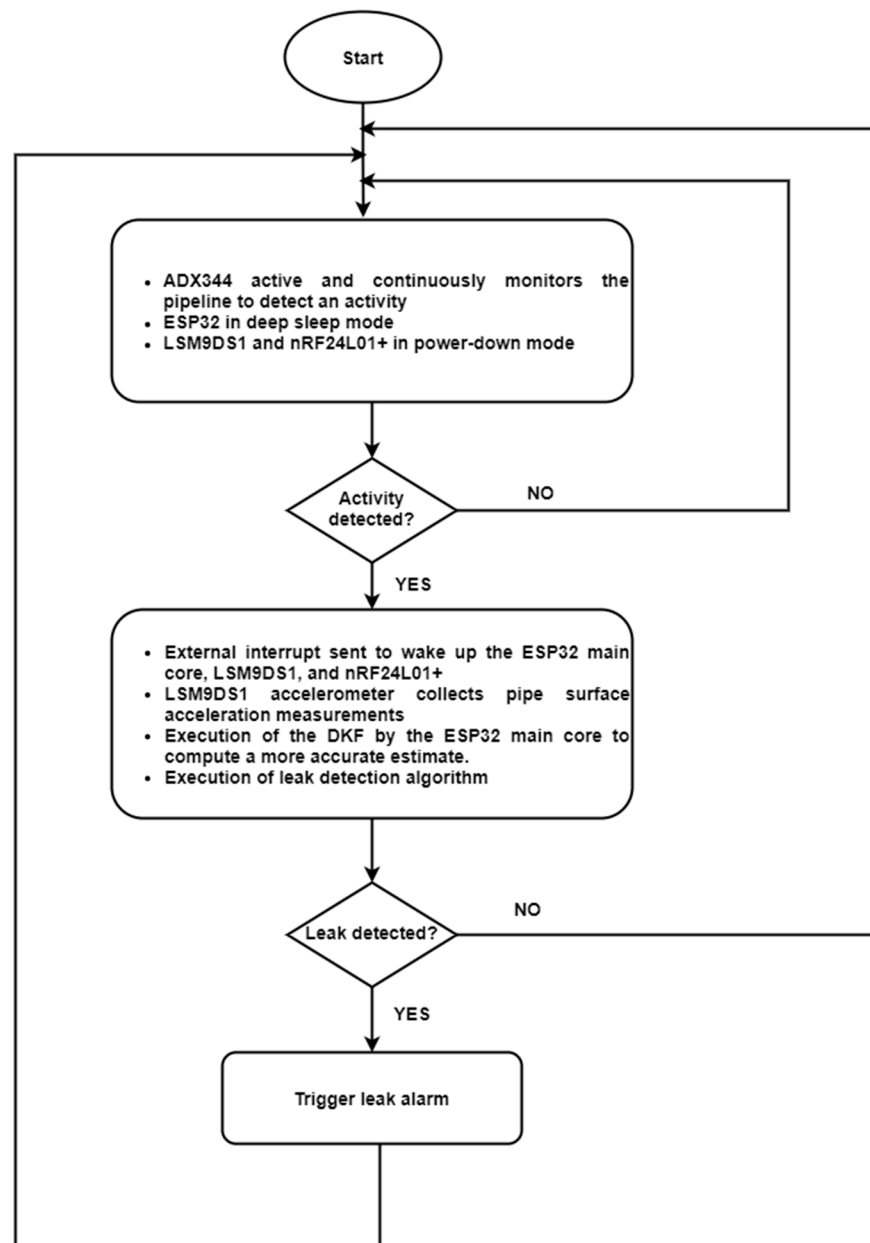 Start
• ADX344 active and continuously monitors the
pipeline to detect an activity
• ESP32 in deep sleep mode
• LSM9DS1 and nRF24L01+ in power-down mode
Activity
detected?
NO
YES
• External interrupt sent to wake up the ESP32 main
core, LSM9DS1, and nRF24L01+
• LSM9DS1 accelerometer collects pipe surface
acceleration measurements
• Execution of the DKF by the ESP32 main core to
compute a more accurate estimate.
• Execution of leak detection algorithm
Leak detected?
NO
YES
Trigger leak alarm